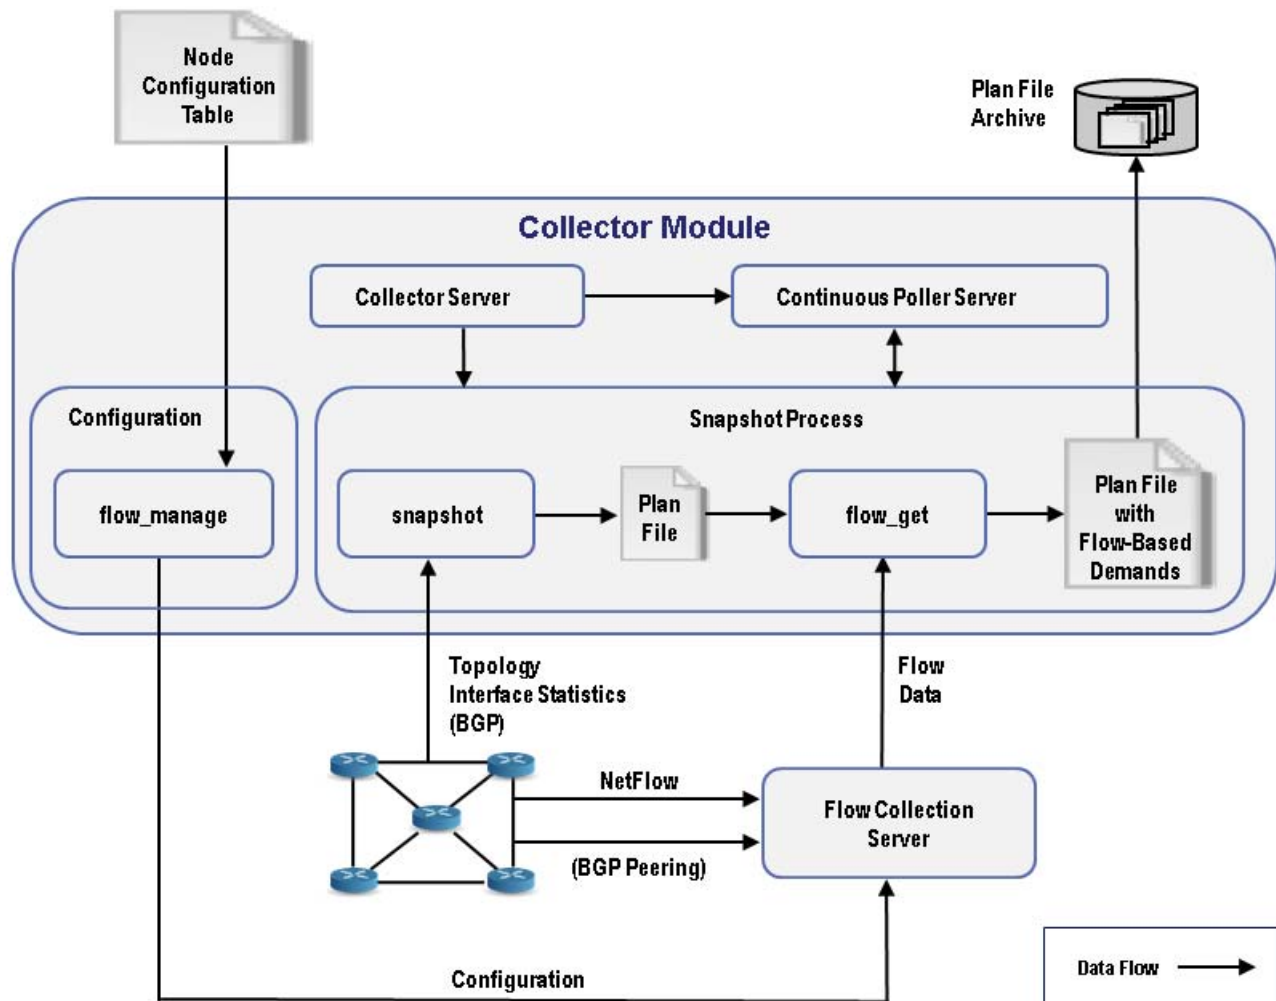 Node
Configuration
Table
Plan File
Archive
Collector Module
Collector Server
Continuous Poller Server
Configuration
Snapshot Process
flow_manage
snapshot
Plan
File
flow_get
Plan File
with
Flow-Based
Demands
Topology
Interface Statistics
(BGP)
Flow
Data
NetFlow
(BGP Peering)
Flow Collection
Server
Configuration
Data Flow